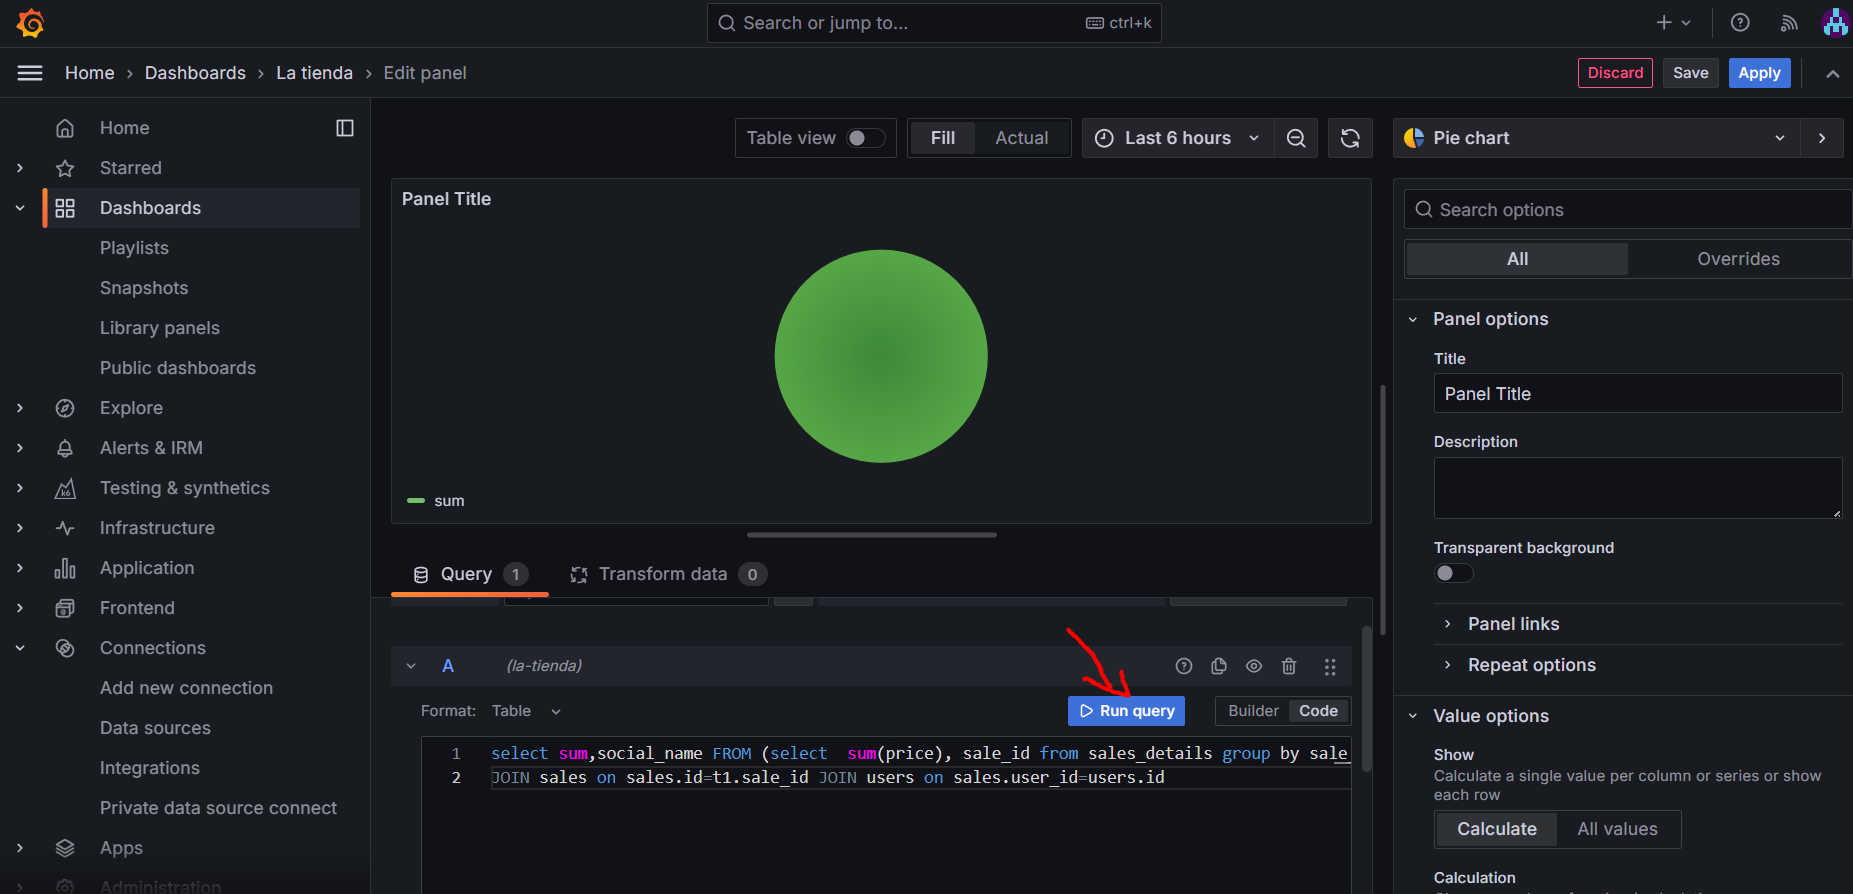 Search or jump to...
ctrl+k
Home › Dashboards › La tienda › Edit panel
Discard
Save
Apply
Home
Starred
Dashboards
Playlists
Snapshots
Library panels
Public dashboards
Explore
Alerts & IRM
Testing & synthetics
Infrastructure
Application
Frontend
Connections
Add new connection
Data sources
Integrations
Private data source connect
Apps
Administration
Table view
Fill
Actual
Last 6 hours
Panel Title
sum
Query 1
Transform data 0
A
(la-tienda)
Format: Table
Run query
Builder
Code
1 select sum,social_name FROM (select  sum(price), sale_id from sales_details group by sale_
2 JOIN sales on sales.id=t1.sale_id JOIN users on sales.user_id=users.id
Pie chart
Search options
All
Overrides
Panel options
Title
Panel Title
Description
Transparent background
Panel links
Repeat options
Value options
Show
Calculate a single value per column or series or show
each row
Calculate
All values
Calculation